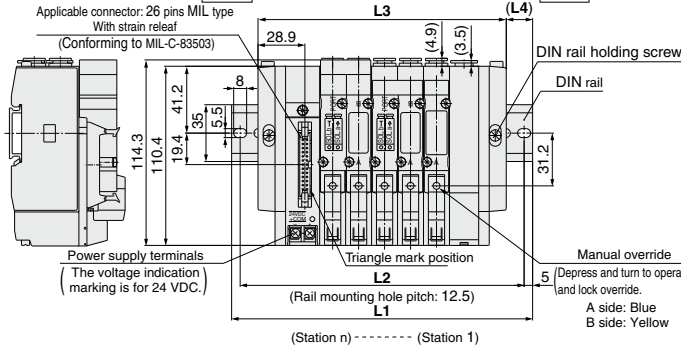 Applicable connector: 26 pins MIL type
With strain releaf
(Conforming to MIL-C-83503)
L3
(L4)
28.9
(4.9)
(3.5)
DIN rail holding screw
DIN rail
8
41.2
35
5.5
19.4
114.3
110.4
31.2
24VDC
+COM
Power supply terminals
(The voltage indication
marking is for 24 VDC.)
Triangle mark position
Manual override
(Depress and turn to opera
and lock override.
A side: Blue
B side: Yellow
L2
5
(Rail mounting hole pitch: 12.5)
L1
(Station n) -------- (Station 1)